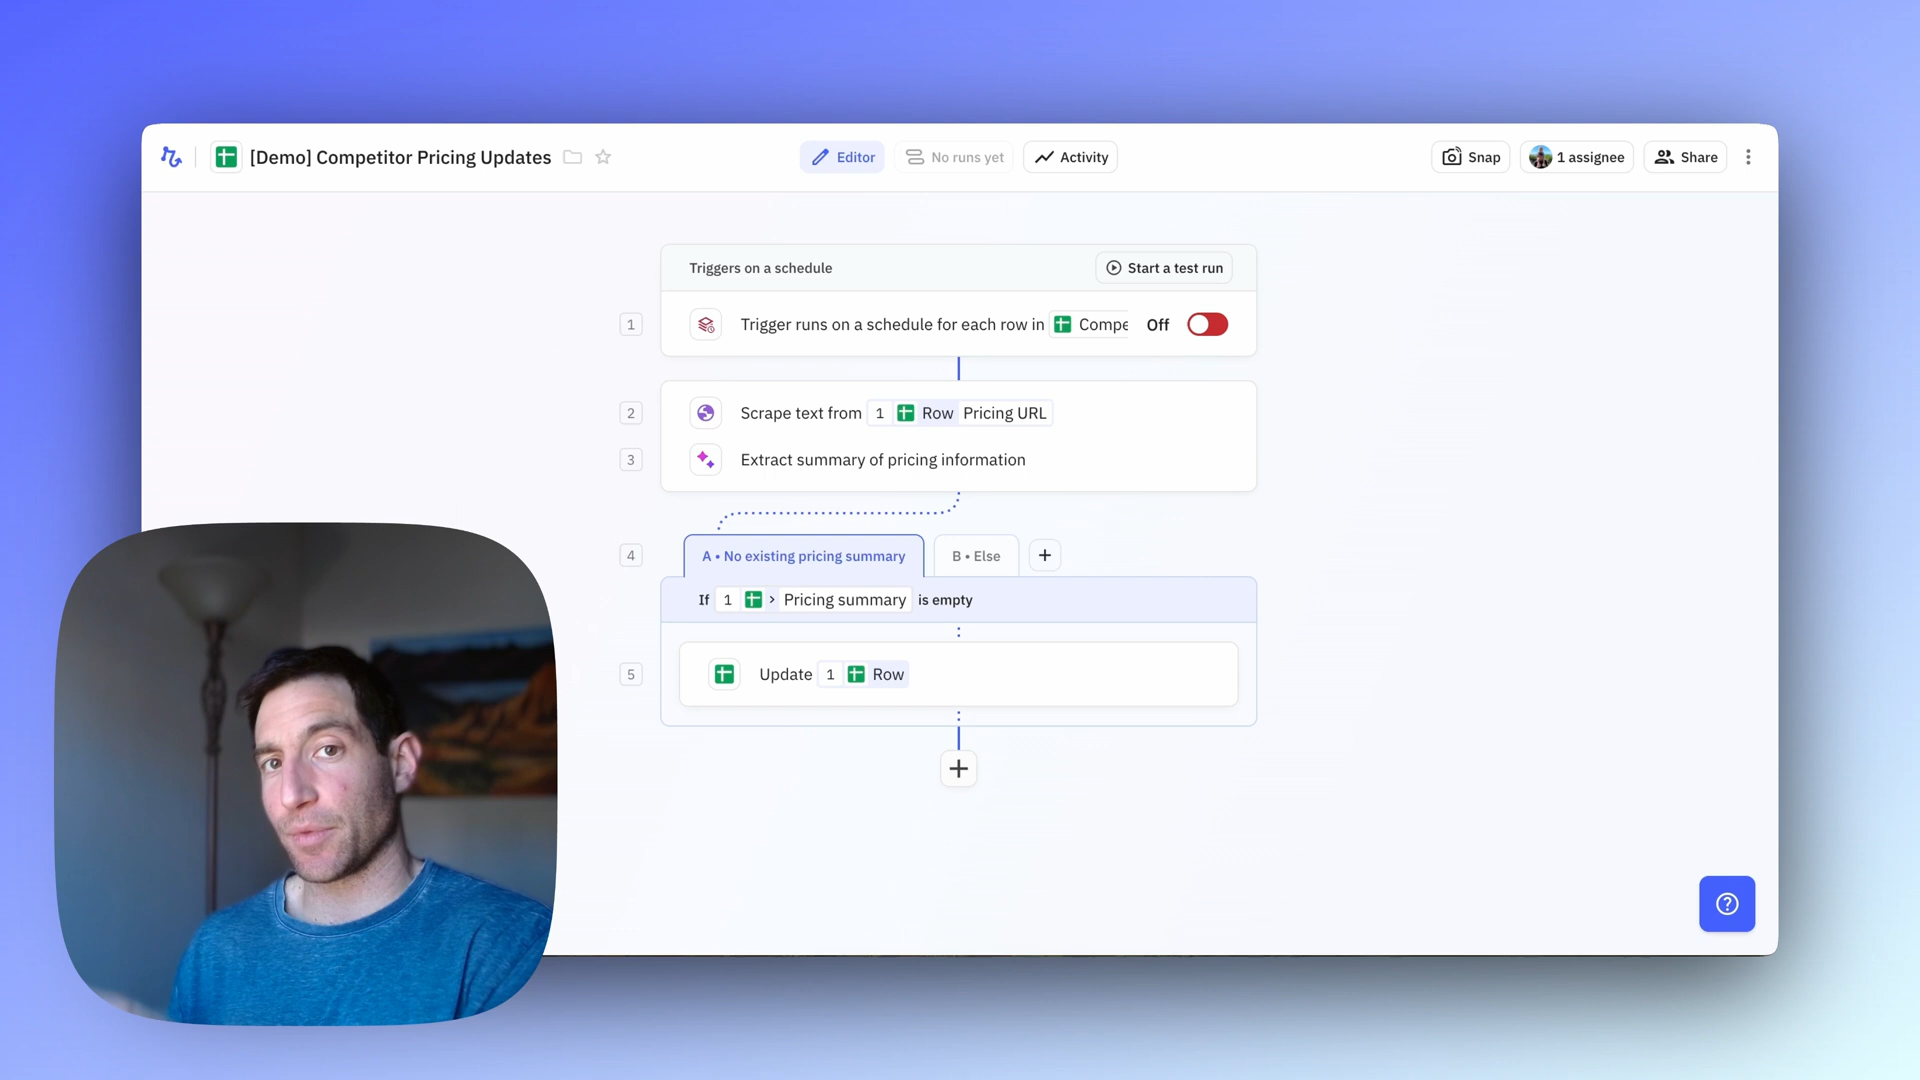 [Demo] Competitor Pricing Updates
Editor
No runs yet
Activity
Snap
1 assignee
Share
Triggers on a schedule
Start a test run
1
Trigger runs on a schedule for each row in Compe
Off
2
Scrape text from 1 Row Pricing URL
3
Extract summary of pricing information
4
A • No existing pricing summary
B • Else
If 1 > Pricing summary is empty
5
Update 1 Row